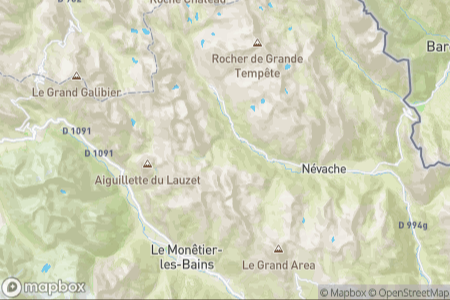 D 902
Roche Château
Rocher de Grande
Tempête
Bar
Le Grand Galibier
D 1091
D 1091
Aiguillette du Lauzet
Névache
D 994g
Le Monêtier-
les-Bains
Le Grand Area
mapbox
© Mapbox © OpenStreetMap